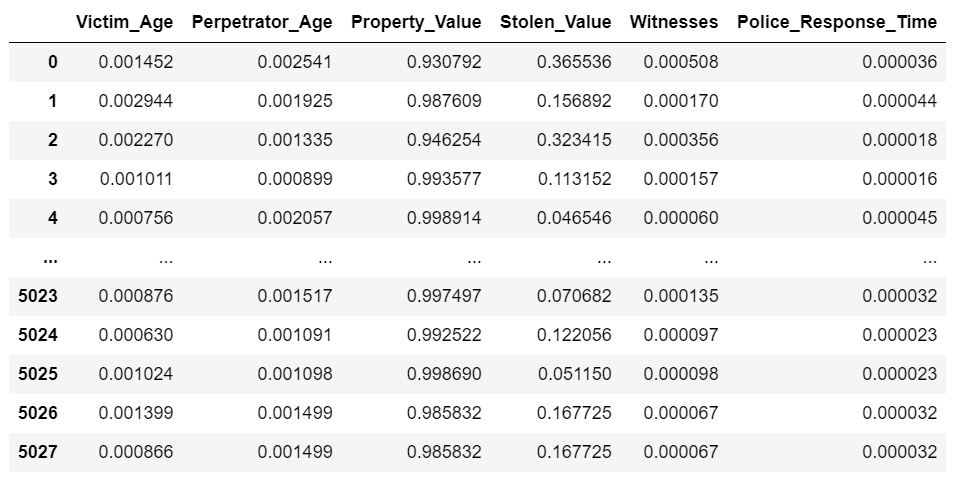 Victim_Age Perpetrator_Age Property_Value Stolen_Value Witnesses Police_Response_Time
0 0.001452 0.002541 0.930792 0.365536 0.000508 0.000036
1 0.002944 0.001925 0.987609 0.156892 0.000170 0.000044
2 0.002270 0.001335 0.946254 0.323415 0.000356 0.000018
3 0.001011 0.000899 0.993577 0.113152 0.000157 0.000016
4 0.000756 0.002057 0.998914 0.046546 0.000060 0.000045
... ... ... ... ... ... ...
5023 0.000876 0.001517 0.997497 0.070682 0.000135 0.000032
5024 0.000630 0.001091 0.992522 0.122056 0.000097 0.000023
5025 0.001024 0.001098 0.998690 0.051150 0.000098 0.000023
5026 0.001399 0.001499 0.985832 0.167725 0.000067 0.000032
5027 0.000866 0.001499 0.985832 0.167725 0.000067 0.000032